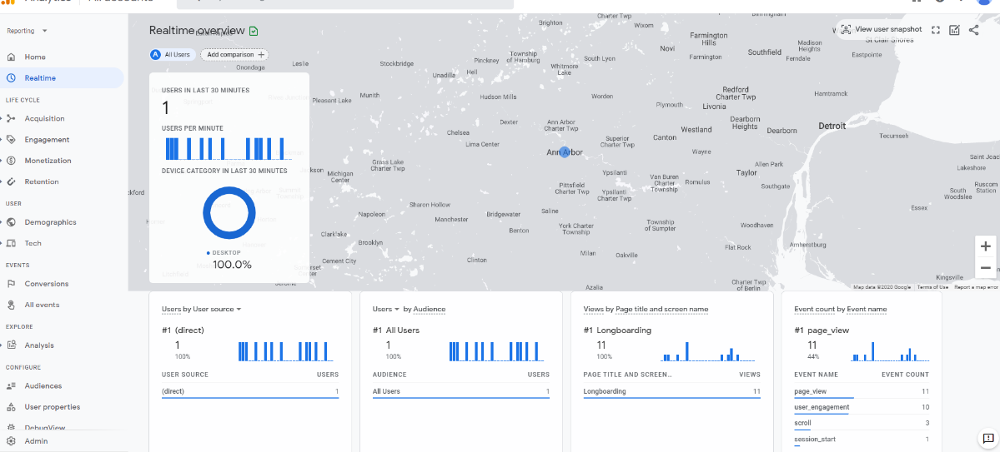 Analytics
All accounts
Reporting
Home
Realtime
LIFE CYCLE
Acquisition
Engagement
Monetization
Retention
USER
Demographics
Tech
EVENTS
Conversions
All events
EXPLORE
Analysis
CONFIGURE
Audiences
User properties
DebugView
Admin
Realtime overview
View user snapshot
A All Users
Add comparison
USERS IN LAST 30 MINUTES
1
USERS PER MINUTE
DEVICE CATEGORY IN LAST 30 MINUTES
DESKTOP
100.0%
Brighton
Charter Twp
Wixom
Farmington
Hills
Novi
Farmington
Southfield
Madison
Heights
Ferndale
St Clair Shores
Eastpointe
Onondaga
Leslie
Stockbridge
Pinckney
Township
of Hamburg
Hell
Unadilla
Whitmore
Lake
South Lyon
Pleasant Lake
Munith
Hudson Mills
Worden
Plymouth
Redford
Charter Twp
Livonia
Hamtramck
Dearborn
Heights
Dearborn
Detroit
Tecumseh
Dexter
Ann Arbor
Charter Twp
Chelsea
Lima Center
Superior
Charter Twp
Canton
Westland
Wayne
Ann Arbor
Grass Lake
Charter Twp
Michigan
Center
Ypsilanti
Pittsfield
Charter Twp
Ypsilanti
Charter Twp
Van Buren
Charter
Township
Romulus
Taylor
Allen Park
Southgate
Saint Joac
Lakeshore
Ruscom
Station
South
Woodslee
Essex
Sharon Hollow
Napoleon
Manchester
Bridgewater
Saline
Benton
York Charter
Township
Township
of Sumpter
Woodhaven
Clarklake
Brooklyn
Cement City
Clinton
Milan
Oakville
Flat Rock
Amherstburg
Azalia
Charter Twp
of Berlin
Kingsville
Map data ©2020 Google
Terms of Use
Report a map error
Users by User source
#1 (direct)
1
100%
USER SOURCE USERS
(direct) 1
Users by Audience
#1 All Users
1
100%
AUDIENCE USERS
All Users 1
Views by Page title and screen name
#1 Longboarding
11
100%
PAGE TITLE AND SCREEN... VIEWS
Longboarding 11
Event count by Event name
#1 page_view
11
44%
EVENT NAME EVENT COUNT
page_view 11
user_engagement 10
scroll 3
session_start 1